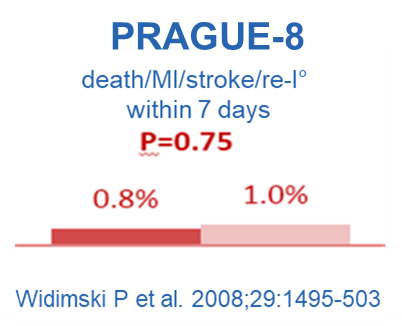 PRAGUE-8
death/MI/stroke/re-I°
within 7 days
P=0.75
0.8%
1.0%
Widimski P et al. 2008;29:1495-503